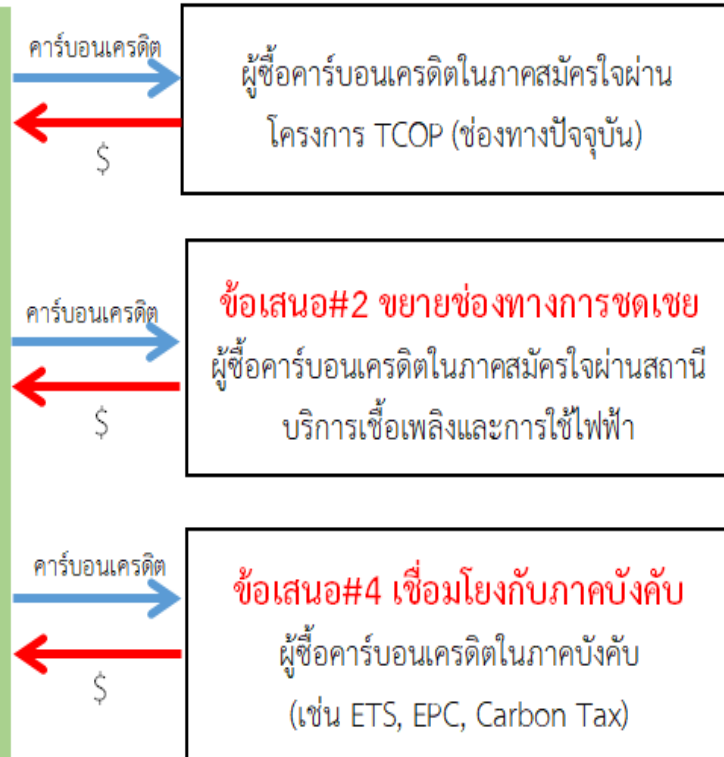 คาร์บอนเครดิต
$
ผู้ซื้อคาร์บอนเครดิตในภาคสมัครใจผ่าน
โครงการ TCOP (ช่องทางปัจจุบัน)
คาร์บอนเครดิต
$
ข้อเสนอ#2 ขยายช่องทางการชดเชย
ผู้ซื้อคาร์บอนเครดิตในภาคสมัครใจผ่านสถานี
บริการเชื้อเพลิงและการใช้ไฟฟ้า
คาร์บอนเครดิต
$
ข้อเสนอ#4 เชื่อมโยงกับภาคบังคับ
ผู้ซื้อคาร์บอนเครดิตในภาคบังคับ
(เช่น ETS, EPC, Carbon Tax)